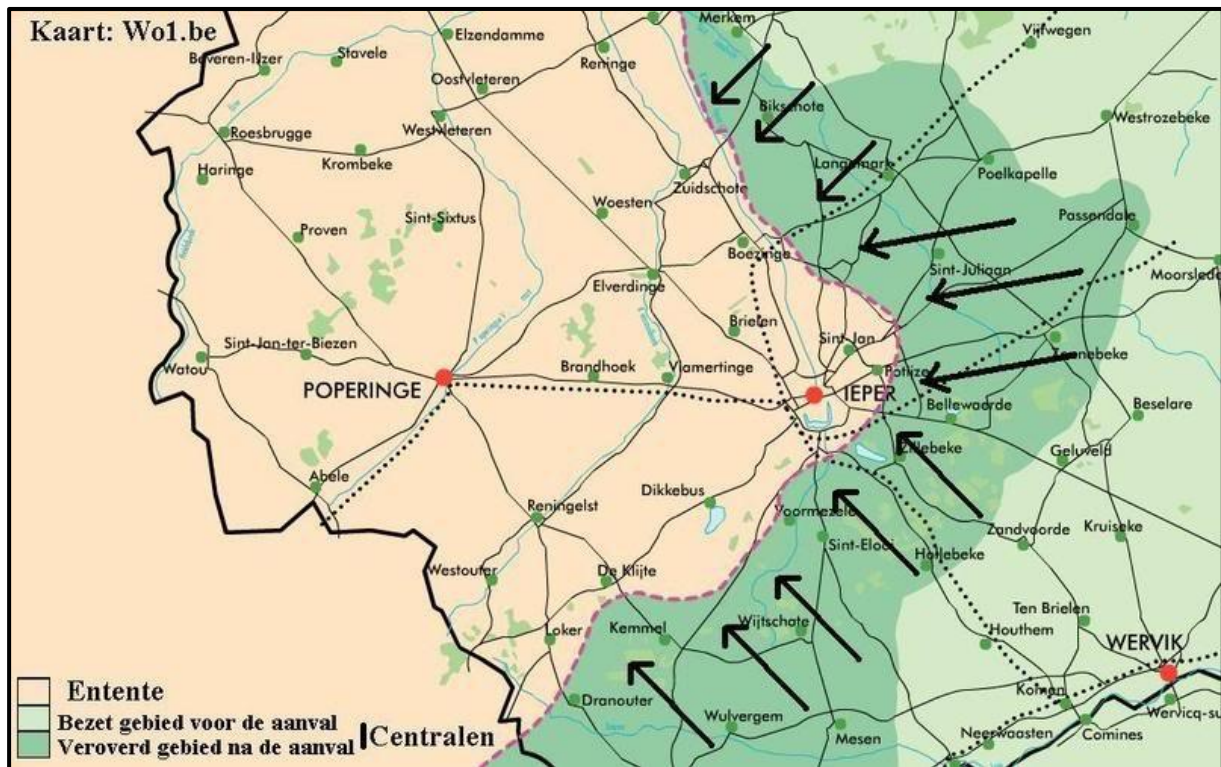 Kaart: Wo1.be
Merkem
Vijfwegen
Elzendamme
Stavele
Beveren-IJzer
Reninge
Oostvleteren
Bikschote
Westrozebeke
Roesbrugge
Westvleteren
Krombeke
Haringe
Langemark
Poelkapelle
Zuidschote
Woesten
Sint-Sixtus
Passendale
Proven
Boezinge
Sint-Juliaan
Moorslede
Elverdinge
Brielen
Sint-Jan
Sint-Jan-ter-Biezen
Zonnebeke
Watou
Brandhoek
Vlamertinge
Potijze
POPERINGE
IEPER
Bellewaarde
Beselare
Zillebeke
Geluveld
Abele
Dikkebus
Reningelst
Voormezele
Zandvoorde
Kruiseke
Sint-Elooi
Hollebeke
Westouter
De Klijte
Ten Brielen
Loker
Kemmel
Wijtschate
Houthem
WERVIK
Komen
Dranouter
Wulvergem
Mesen
Neerwaasten
Comines
Wervicq-su
Entente
Bezet gebied voor de aanval
Veroverd gebied na de aanval
Centralen